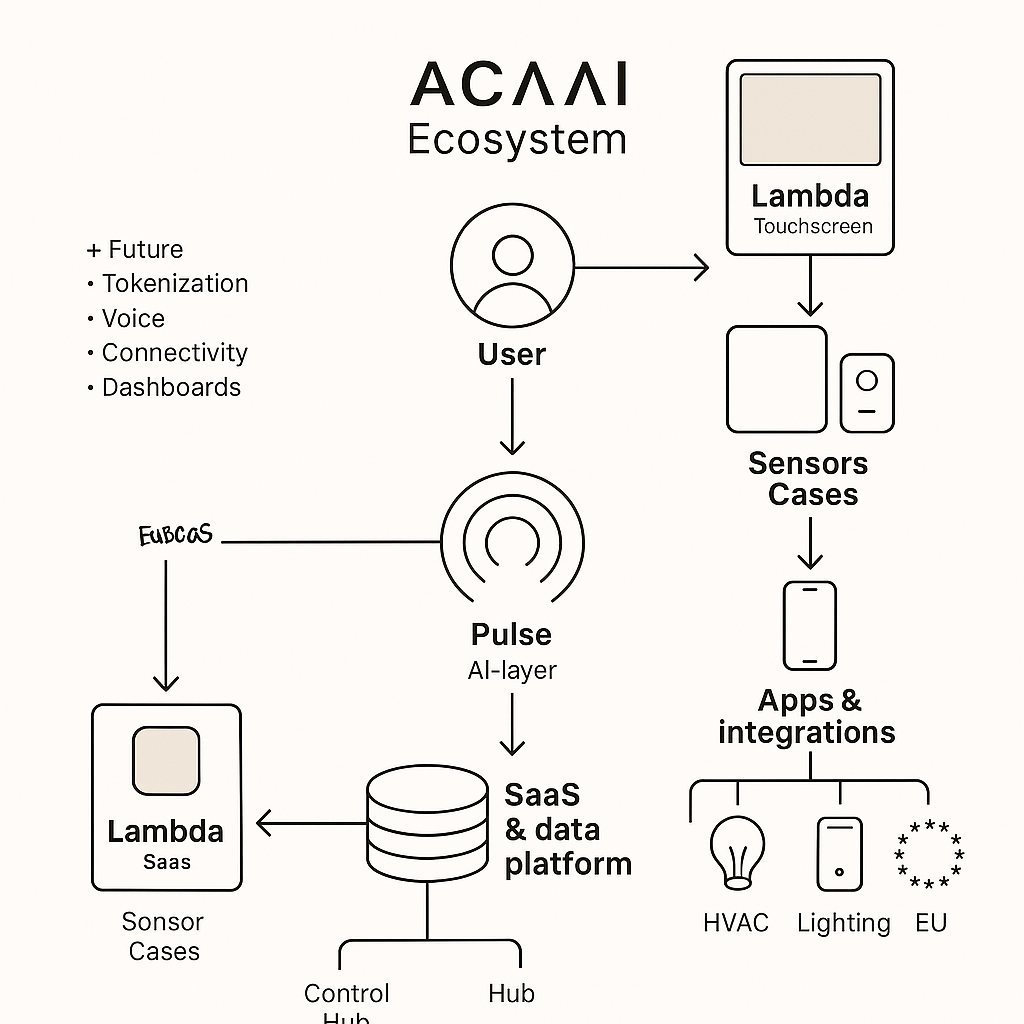 ACΛΛI
Ecosystem
Lambda
Touchscreen
+ Future
• Tokenization
• Voice
• Connectivity
• Dashboards
User
Sensors
Cases
EUBCOS
Pulse
AI-layer
Apps &
integrations
SaaS
& data
platform
Lambda
Saas
Sonsor
Cases
HVAC
Lighting
EU
Control
Hub
Hub